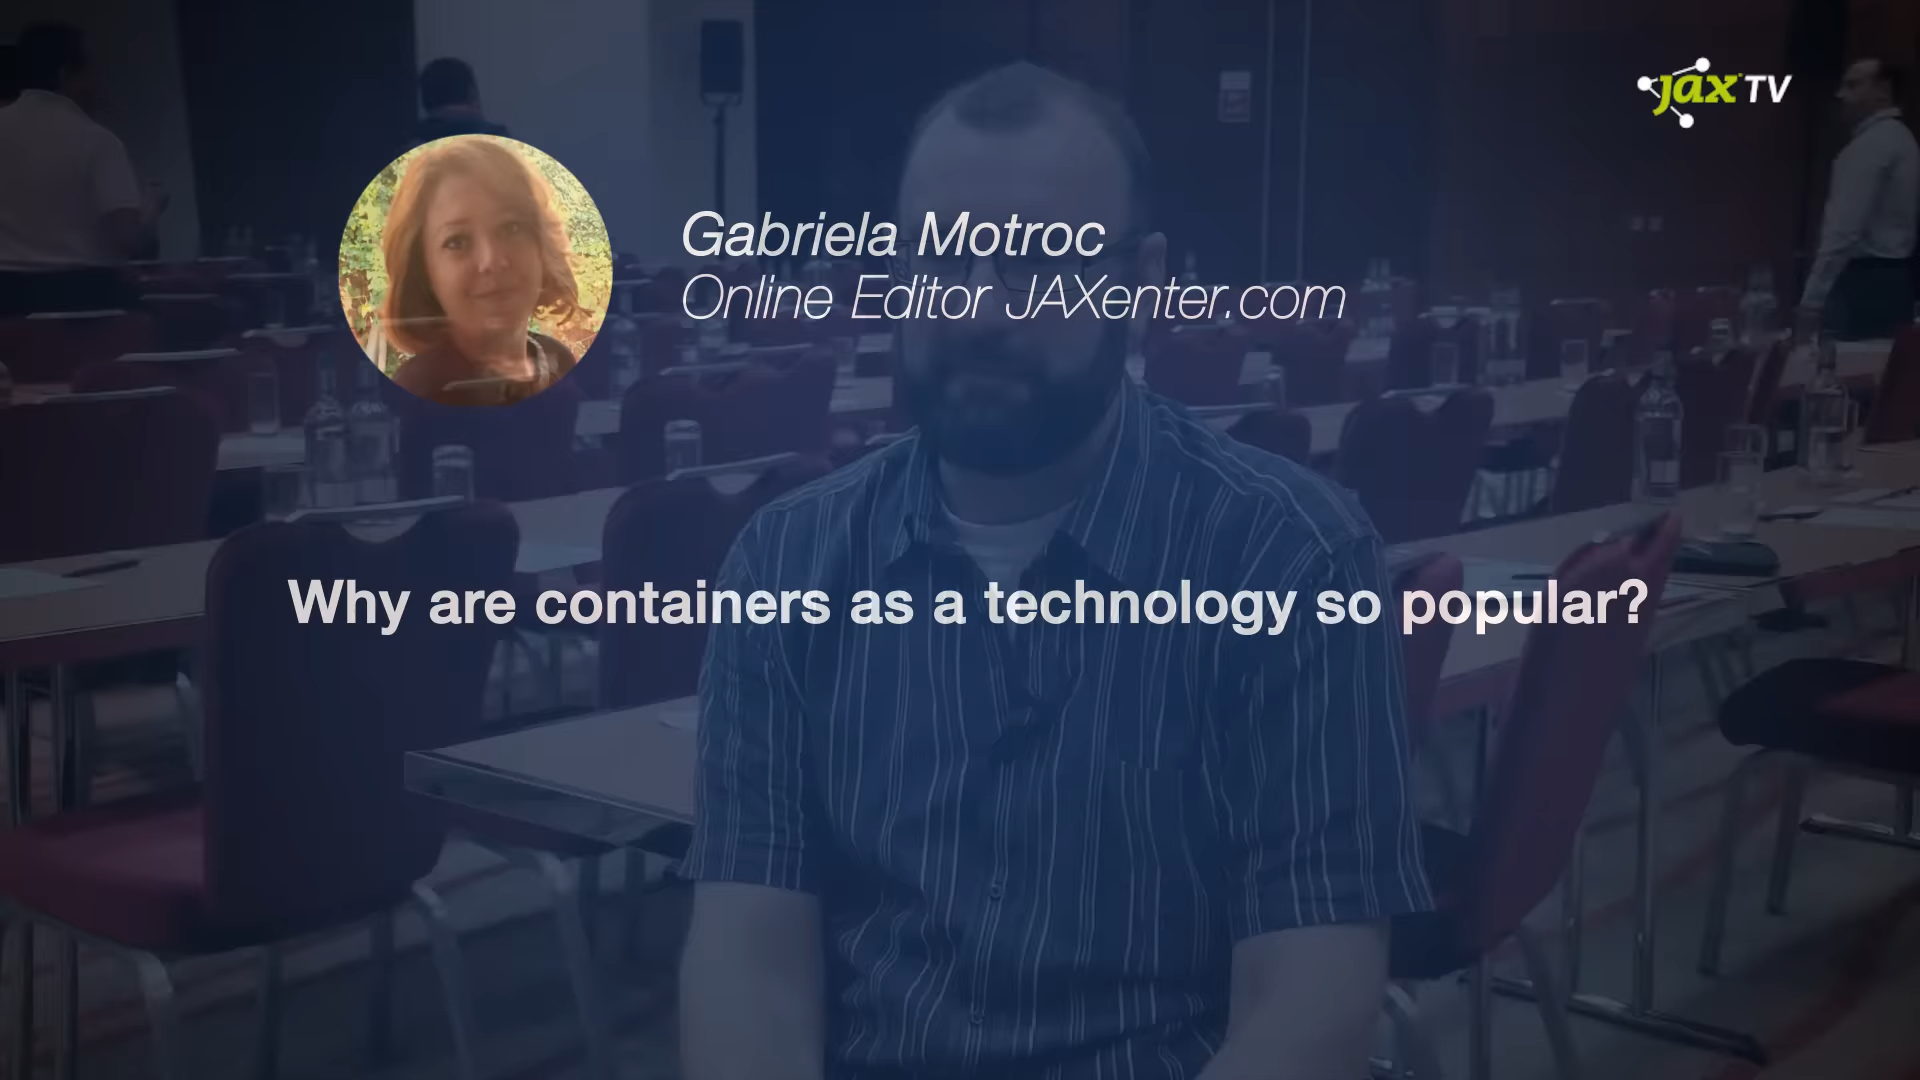 jax TV
Gabriela Motroc
Online Editor JAXenter.com
Why are containers as a technology so popular?